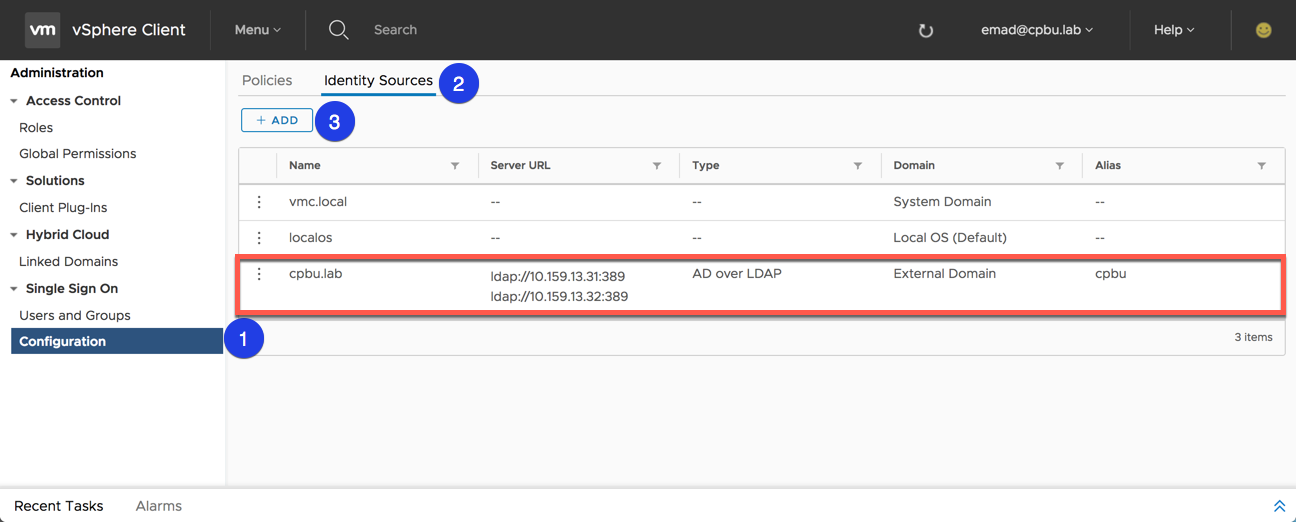 vm vSphere Client Menu Search emad@cpbu.lab Help
Administration
Access Control
Roles
Global Permissions
Solutions
Client Plug-Ins
Hybrid Cloud
Linked Domains
Single Sign On
Users and Groups
Configuration
1
Policies Identity Sources 2
+ ADD 3
Name Server URL Type Domain Alias
vmc.local -- -- System Domain --
localos -- -- Local OS (Default) --
cpbu.lab ldap://10.159.13.31:389 AD over LDAP External Domain cpbu
ldap://10.159.13.32:389
3 items
Recent Tasks Alarms